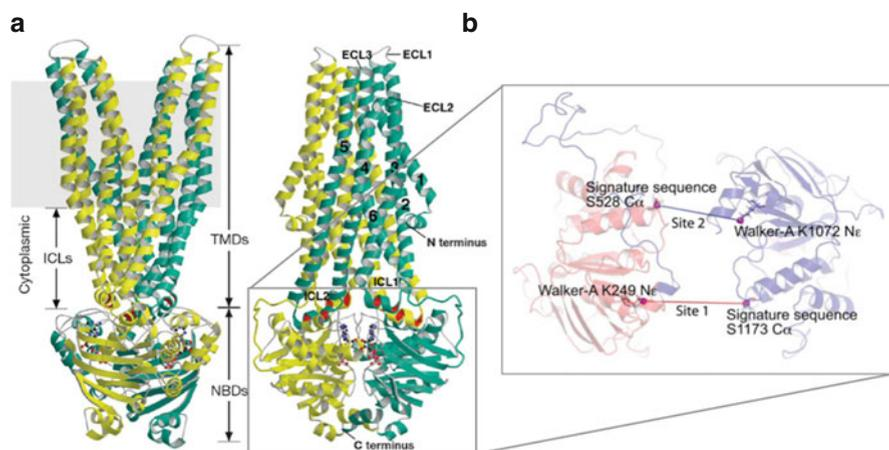 a
b
ECL3
ECL1
ECL2
5
4
3
1
2
6
N terminus
Cytoplasmic
ICLs
TMDs
NBDs
ICL2
ICL1
C terminus
Signature sequence
S528 Cα
Site 2
Walker-A K1072 Nε
Walker-A K249 Nε
Site 1
Signature sequence
S1173 Cα